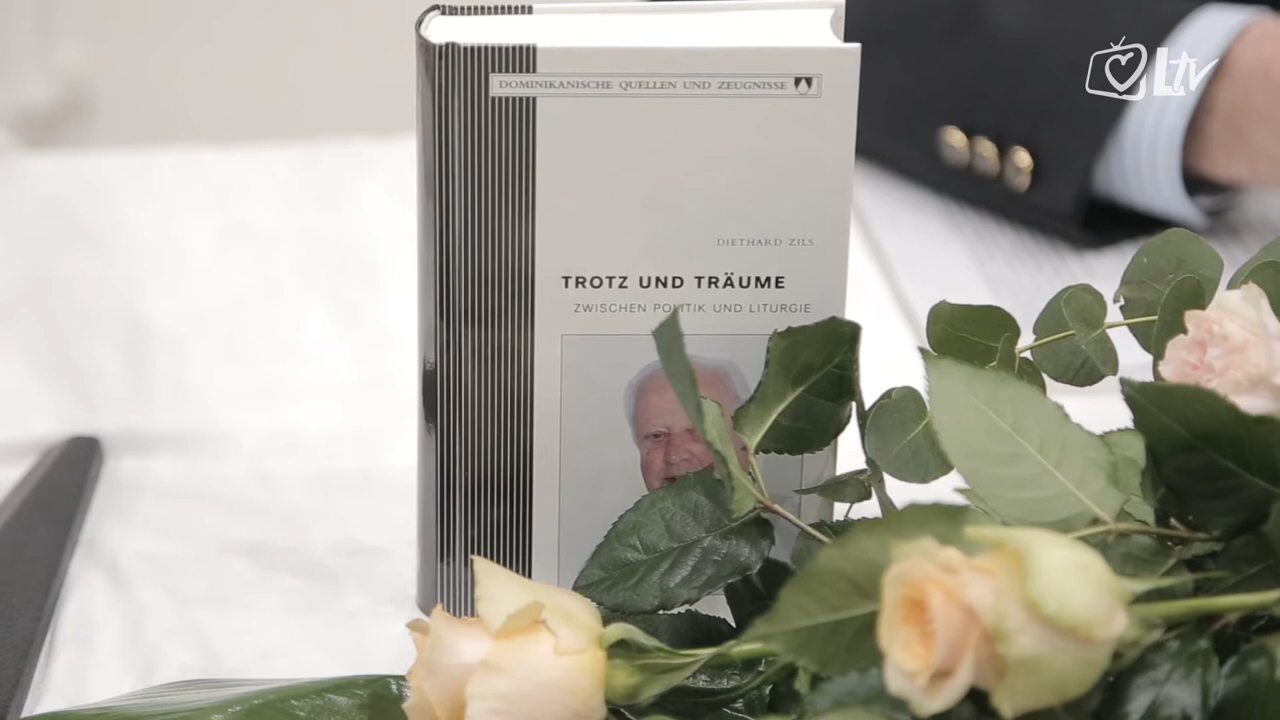 DOMINIKANISCHE QUELLEN UND ZEUGNISSE
DIETHARD ZILS
TROTZ UND TRÄUME
ZWISCHEN POLITIK UND LITURGIE
Ltv